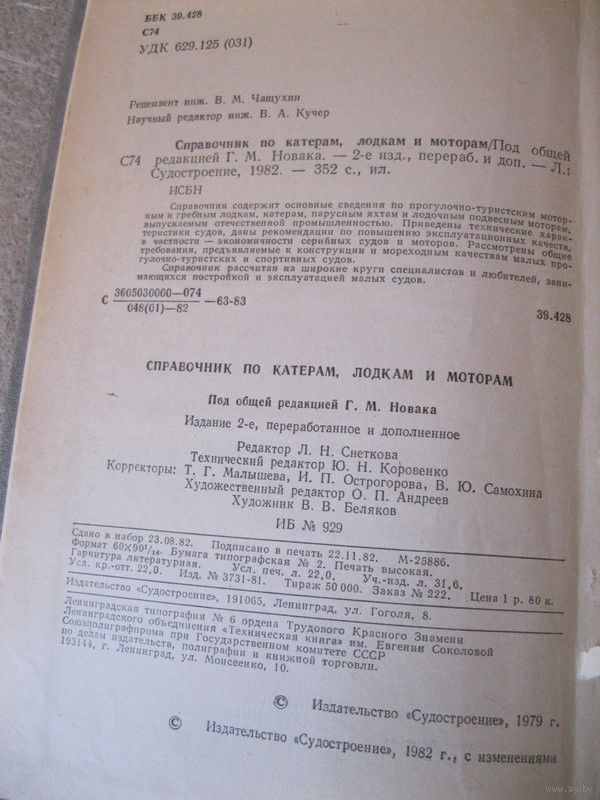 ББК 39.428
С74
УДК 629.125 (031)
Рецензент инж. В. М. Чащухин
Научный редактор инж. В. А. Кучер
Справочник по катерам, лодкам и моторам/Под общей
С74 редакцией Г. М. Новака. — 2-е изд., перераб. и доп. — Л.:
Судостроение, 1982. — 352 с., ил.
ИСБН
Справочник содержит основные сведения по прогулочно-туристским мотор-
ным и гребным лодкам, катерам, парусным яхтам и лодочным подвесным моторам,
выпускаемым отечественной промышленностью. Приведены технические харак-
теристики судов, даны рекомендации по повышению эксплуатационных качеств,
в частности — экономичности серийных судов и моторов. Рассмотрены общие
требования, предъявляемые к конструкции и мореходным качествам малых про-
гулочно-туристских и спортивных судов.
Справочник рассчитан на широкие круги специалистов и любителей, зани-
мающихся постройкой и эксплуатацией малых судов.
С 3605030000—074
048(01)—82 —63-83
39.428
СПРАВОЧНИК ПО КАТЕРАМ, ЛОДКАМ И МОТОРАМ
Под общей редакцией Г. М. Новака
Издание 2-е, переработанное и дополненное
Редактор Л. Н. Снеткова
Технический редактор Ю. Н. Коровенко
Корректоры: Т. Г. Малышева, И. П. Острогорова, В. Ю. Самохина
Художественный редактор О. П. Андреев
Художник В. В. Беляков
ИБ № 929
Сдано в набор 23.08.82. Подписано в печать 22.11.82. М-25886.
Формат 60X90¹/₁₆. Бумага типографская № 2. Печать высокая.
Гарнитура литературная. Усл. печ. л. 22,0. Уч.-изд. л. 31,6.
Усл. кр.-отт. 22,0. Изд. № 3731-81. Тираж 50 000. Заказ № 222. Цена 1 р. 80 к.
Издательство «Судостроение», 191065, Ленинград, ул. Гоголя, 8.
Ленинградская типография № 6 ордена Трудового Красного Знамени
Ленинградского объединения «Техническая книга» им. Евгении Соколовой
Союзполиграфпрома при Государственном комитете СССР
по делам издательств, полиграфии и книжной торговли.
193144, г. Ленинград, ул. Моисеенко, 10.
© Издательство «Судостроение», 1979 г.
© Издательство «Судостроение», 1982 г., с изменениями
www.ay.by